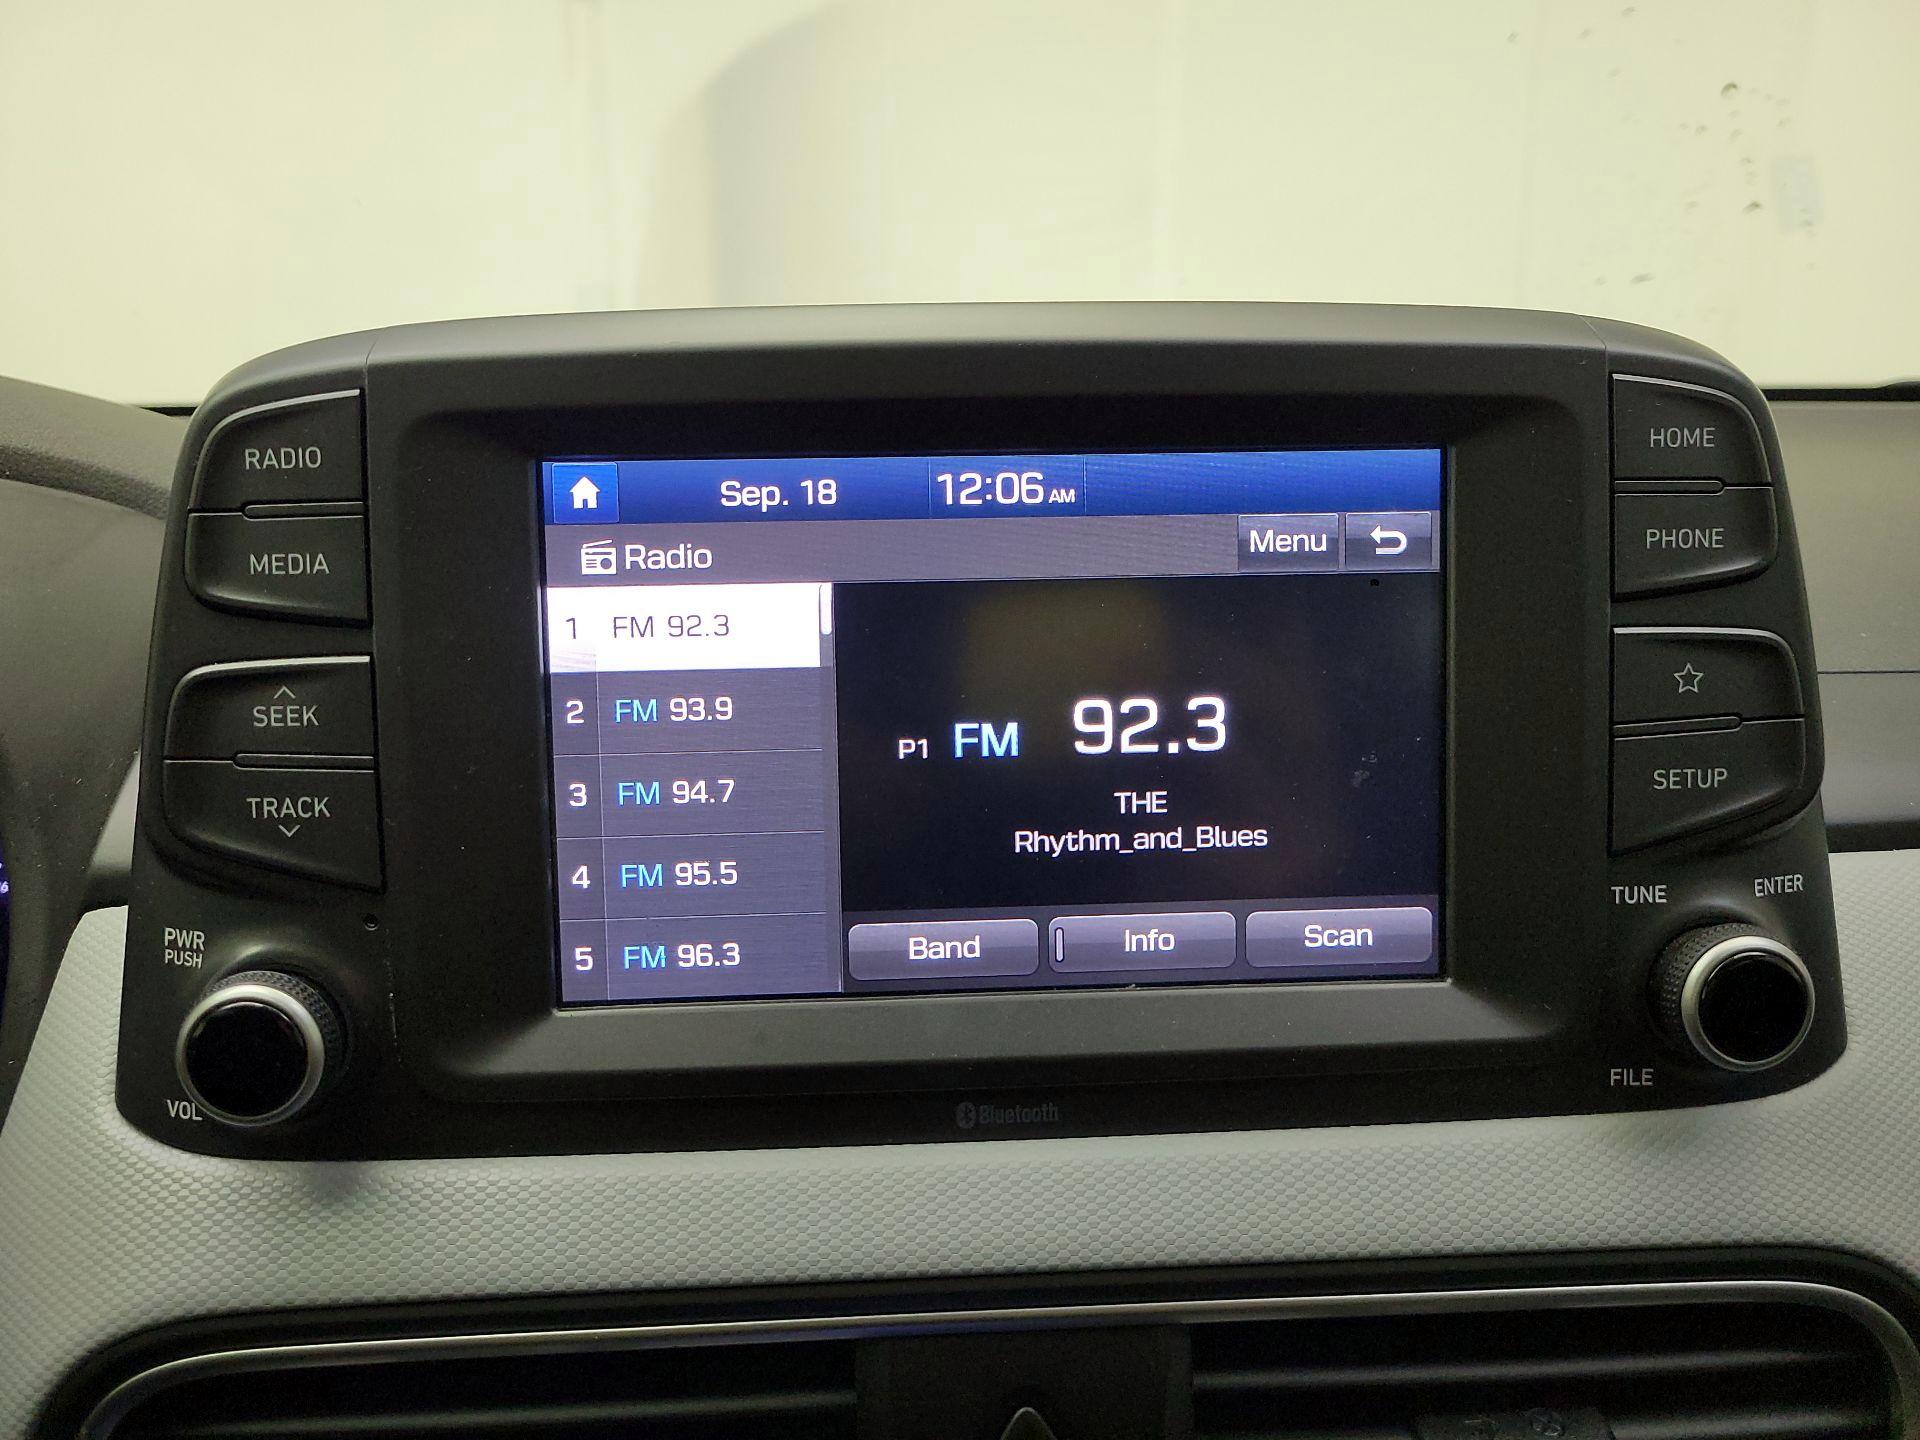 RADIO
MEDIA
SEEK
TRACK
PWR
PUSH
VOL
Sep. 18
12:06 AM
Radio
Menu
1 FM 92.3
2 FM 93.9
3 FM 94.7
4 FM 95.5
5 FM 96.3
P1 FM 92.3
THE
Rhythm_and_Blues
Band
Info
Scan
Bluetooth
HOME
PHONE
SETUP
TUNE
ENTER
FILE